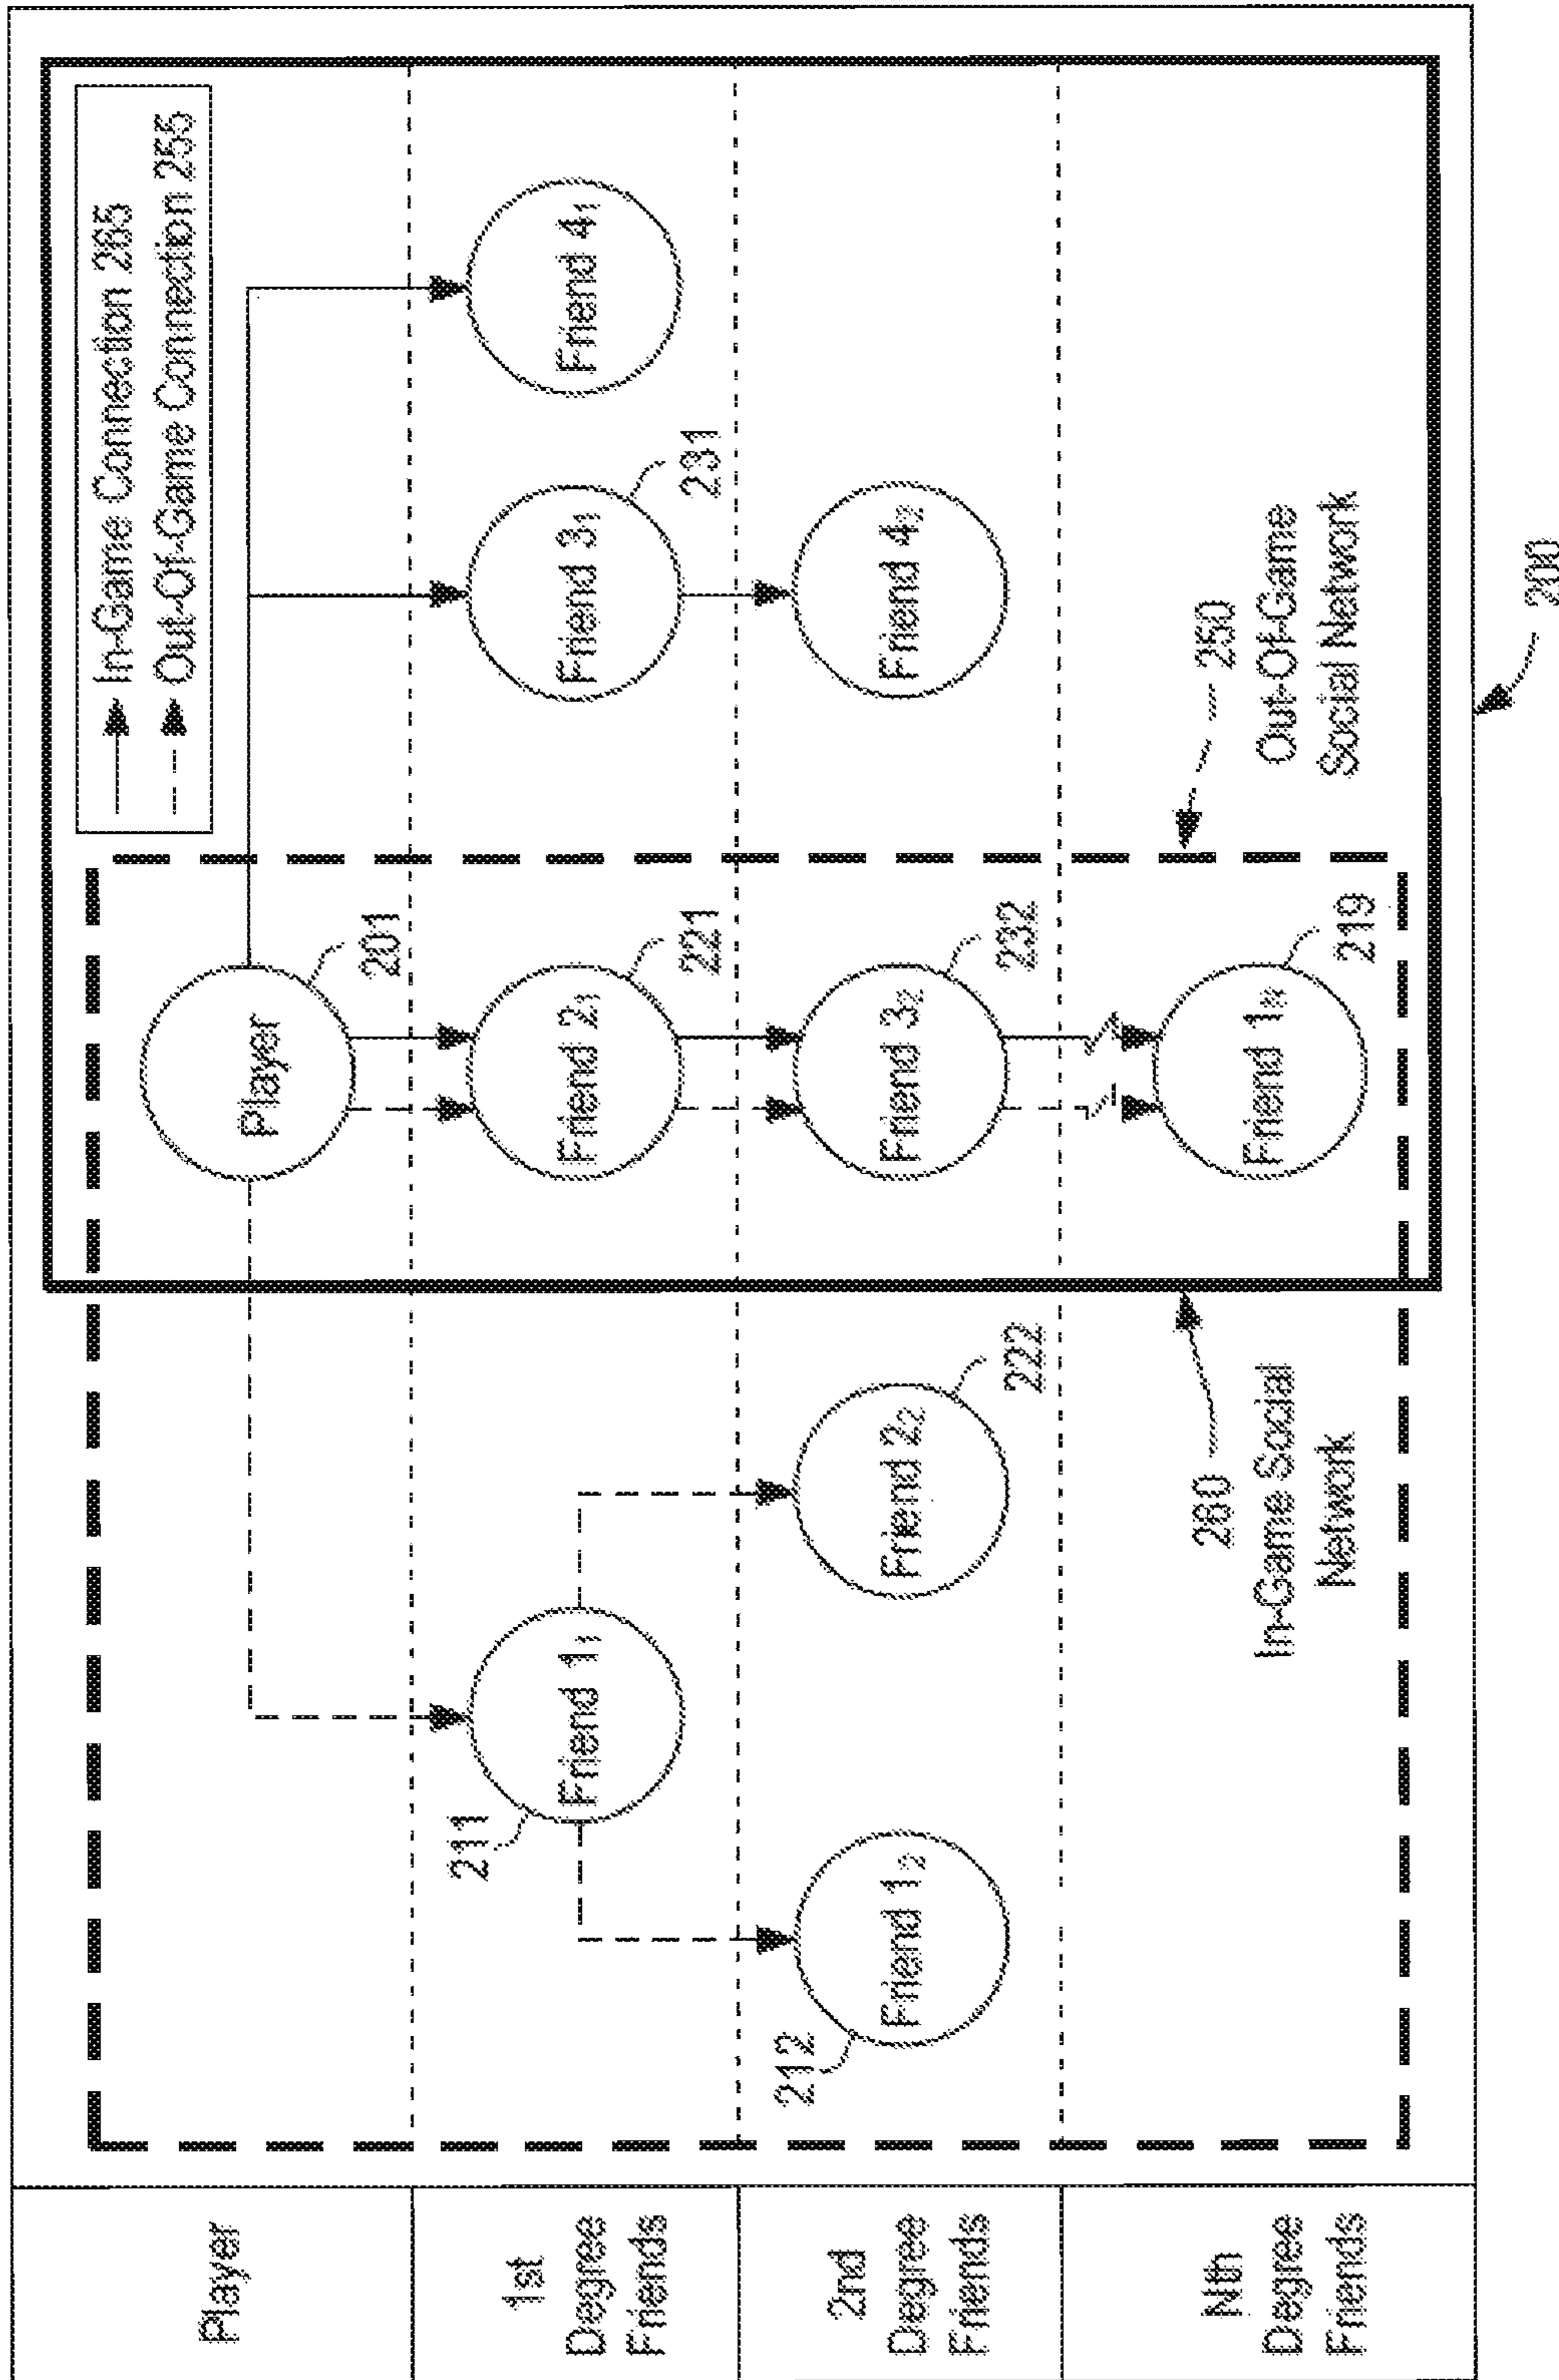 Player
Player
201
In-Game Connection 265
Out-Of-Game Connection 255
1st
Degree
Friends
211
Friend 1₁
Friend 2₁
221
Friend 3₁
231
Friend 4₁
2nd
Degree
Friends
212
Friend 1₂
Friend 2₂
222
Friend 3₂
232
Friend 4₂
Nth
Degree
Friends
260
In-Game Social
Network
Friend 1ₙ
219
250
Out-Of-Game
Social Network
200